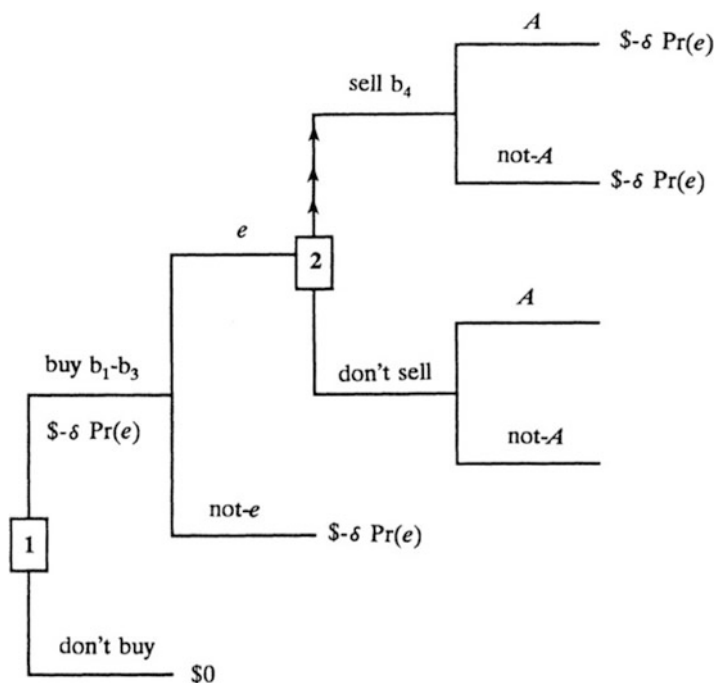 A
$-δ Pr(e)
sell b₄
not-A
$-δ Pr(e)
e
2
A
buy b₁-b₃
don't sell
$-δ Pr(e)
not-A
not-e
$-δ Pr(e)
1
don't buy
$0